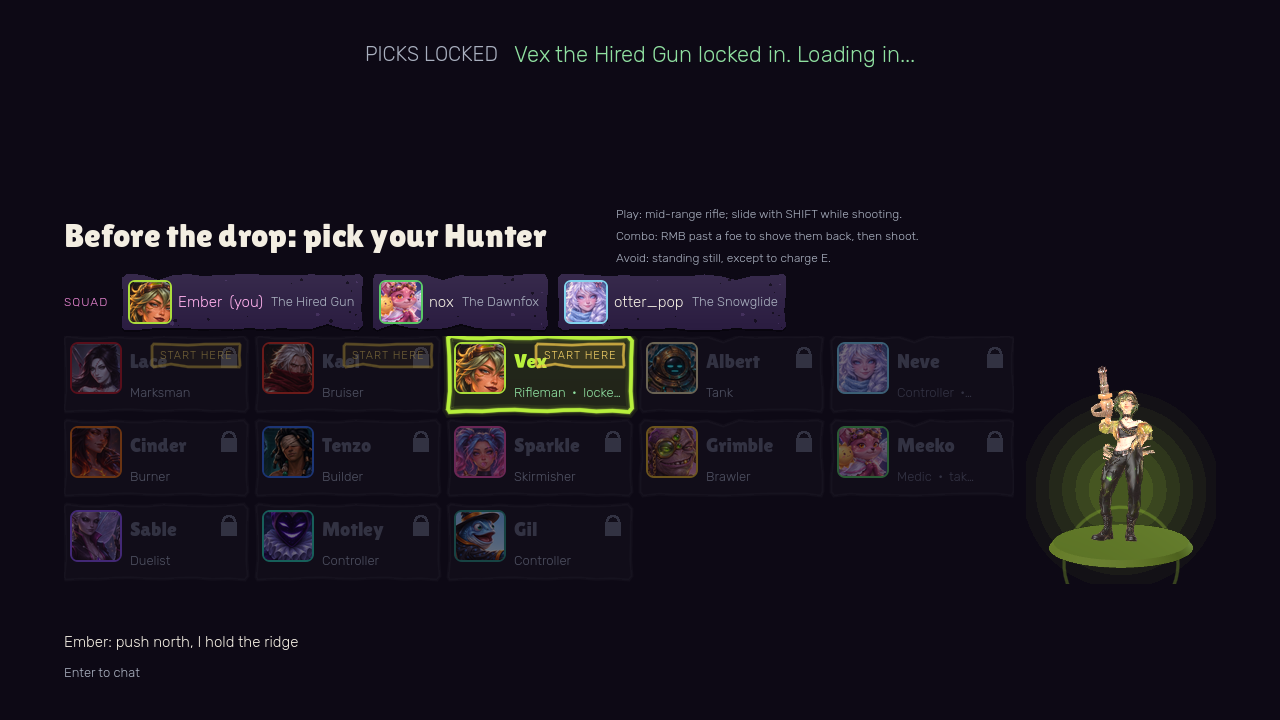 PICKS LOCKED Vex the Hired Gun locked in. Loading in...
Before the drop: pick your Hunter
Play: mid-range rifle; slide with SHIFT while shooting.
Combo: RMB past a foe to shove them back, then shoot.
Avoid: standing still, except to charge E.
SQUAD
Ember (you) The Hired Gun
nox The Dawnfox
otter_pop The Snowglide
Lace START HERE
Marksman
Kael START HERE
Bruiser
Vex START HERE
Rifleman • locke...
Albert
Tank
Neve
Controller •...
Cinder
Burner
Tenzo
Builder
Sparkle
Skirmisher
Grimble
Brawler
Meeko
Medic • tak...
Sable
Duelist
Motley
Controller
Gil
Controller
Ember: push north, I hold the ridge
Enter to chat